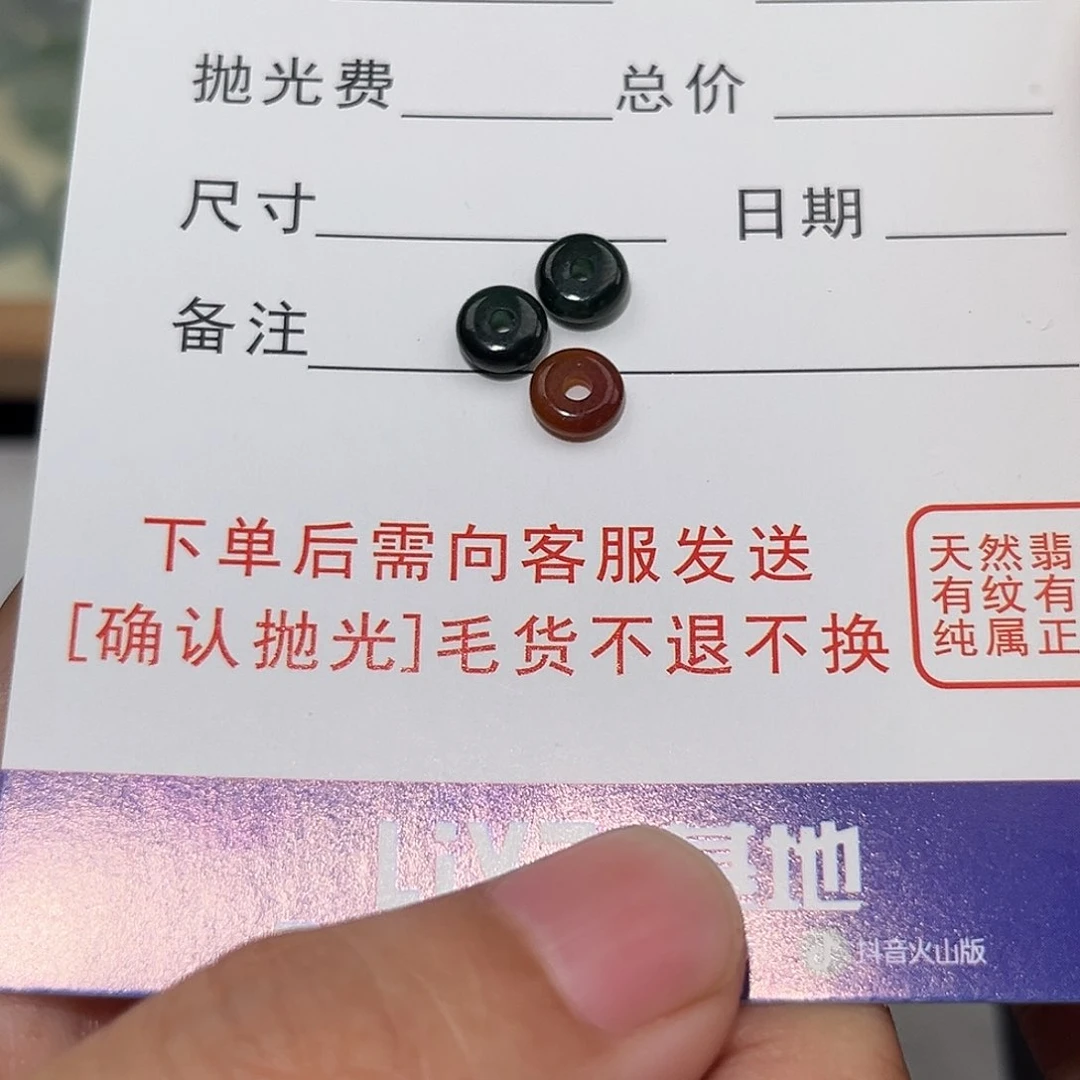 抛光费 总价
尺寸 日期
备注
下单后需向客服发送
[确认抛光]毛货不退不换
天然翡
有纹有
纯属正
基地
抖音火山版